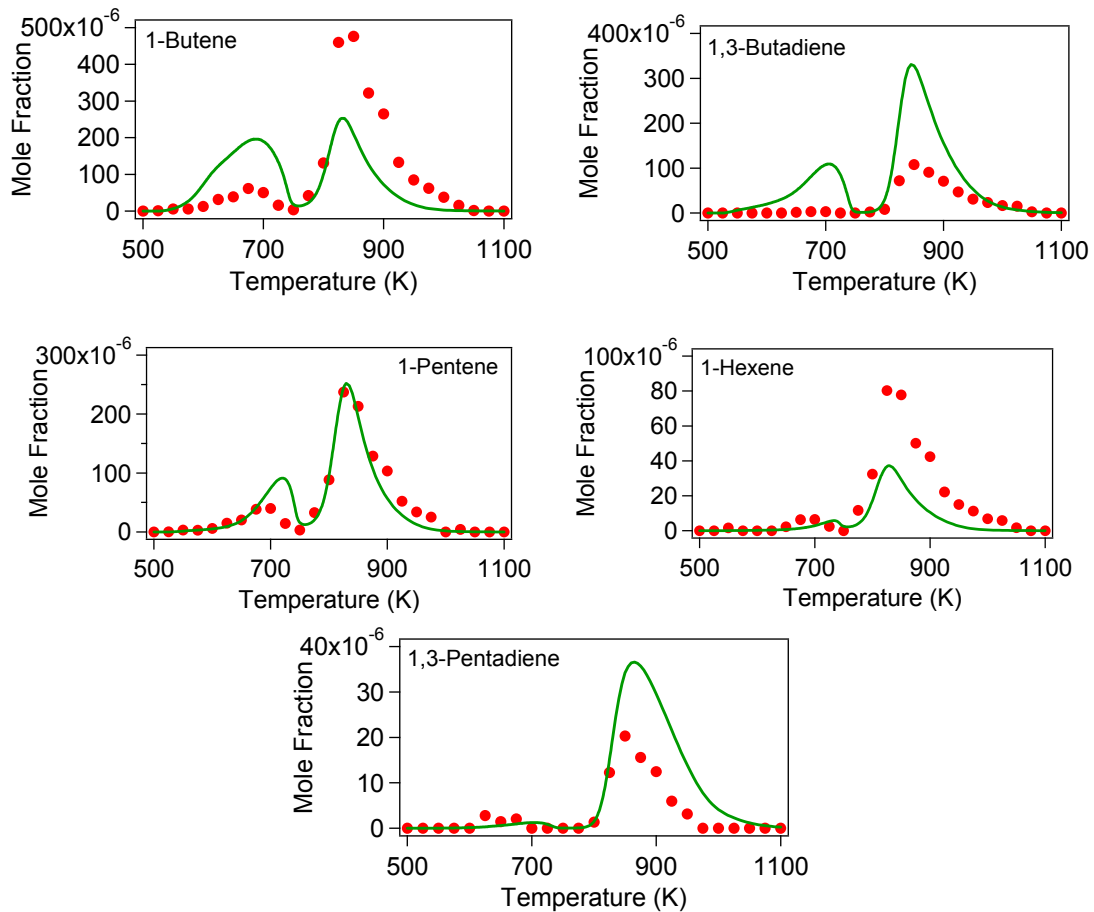 1-Butene
Mole Fraction
500x10-6
400
300
200
100
0
500
700
900
1100
Temperature (K)
1,3-Butadiene
Mole Fraction
400x10-6
300
200
100
0
500
700
900
1100
Temperature (K)
1-Pentene
Mole Fraction
300x10-6
200
100
0
500
700
900
1100
Temperature (K)
1-Hexene
Mole Fraction
100x10-6
80
60
40
20
0
500
700
900
1100
Temperature (K)
1,3-Pentadiene
Mole Fraction
40x10-6
30
20
10
0
500
700
900
1100
Temperature (K)